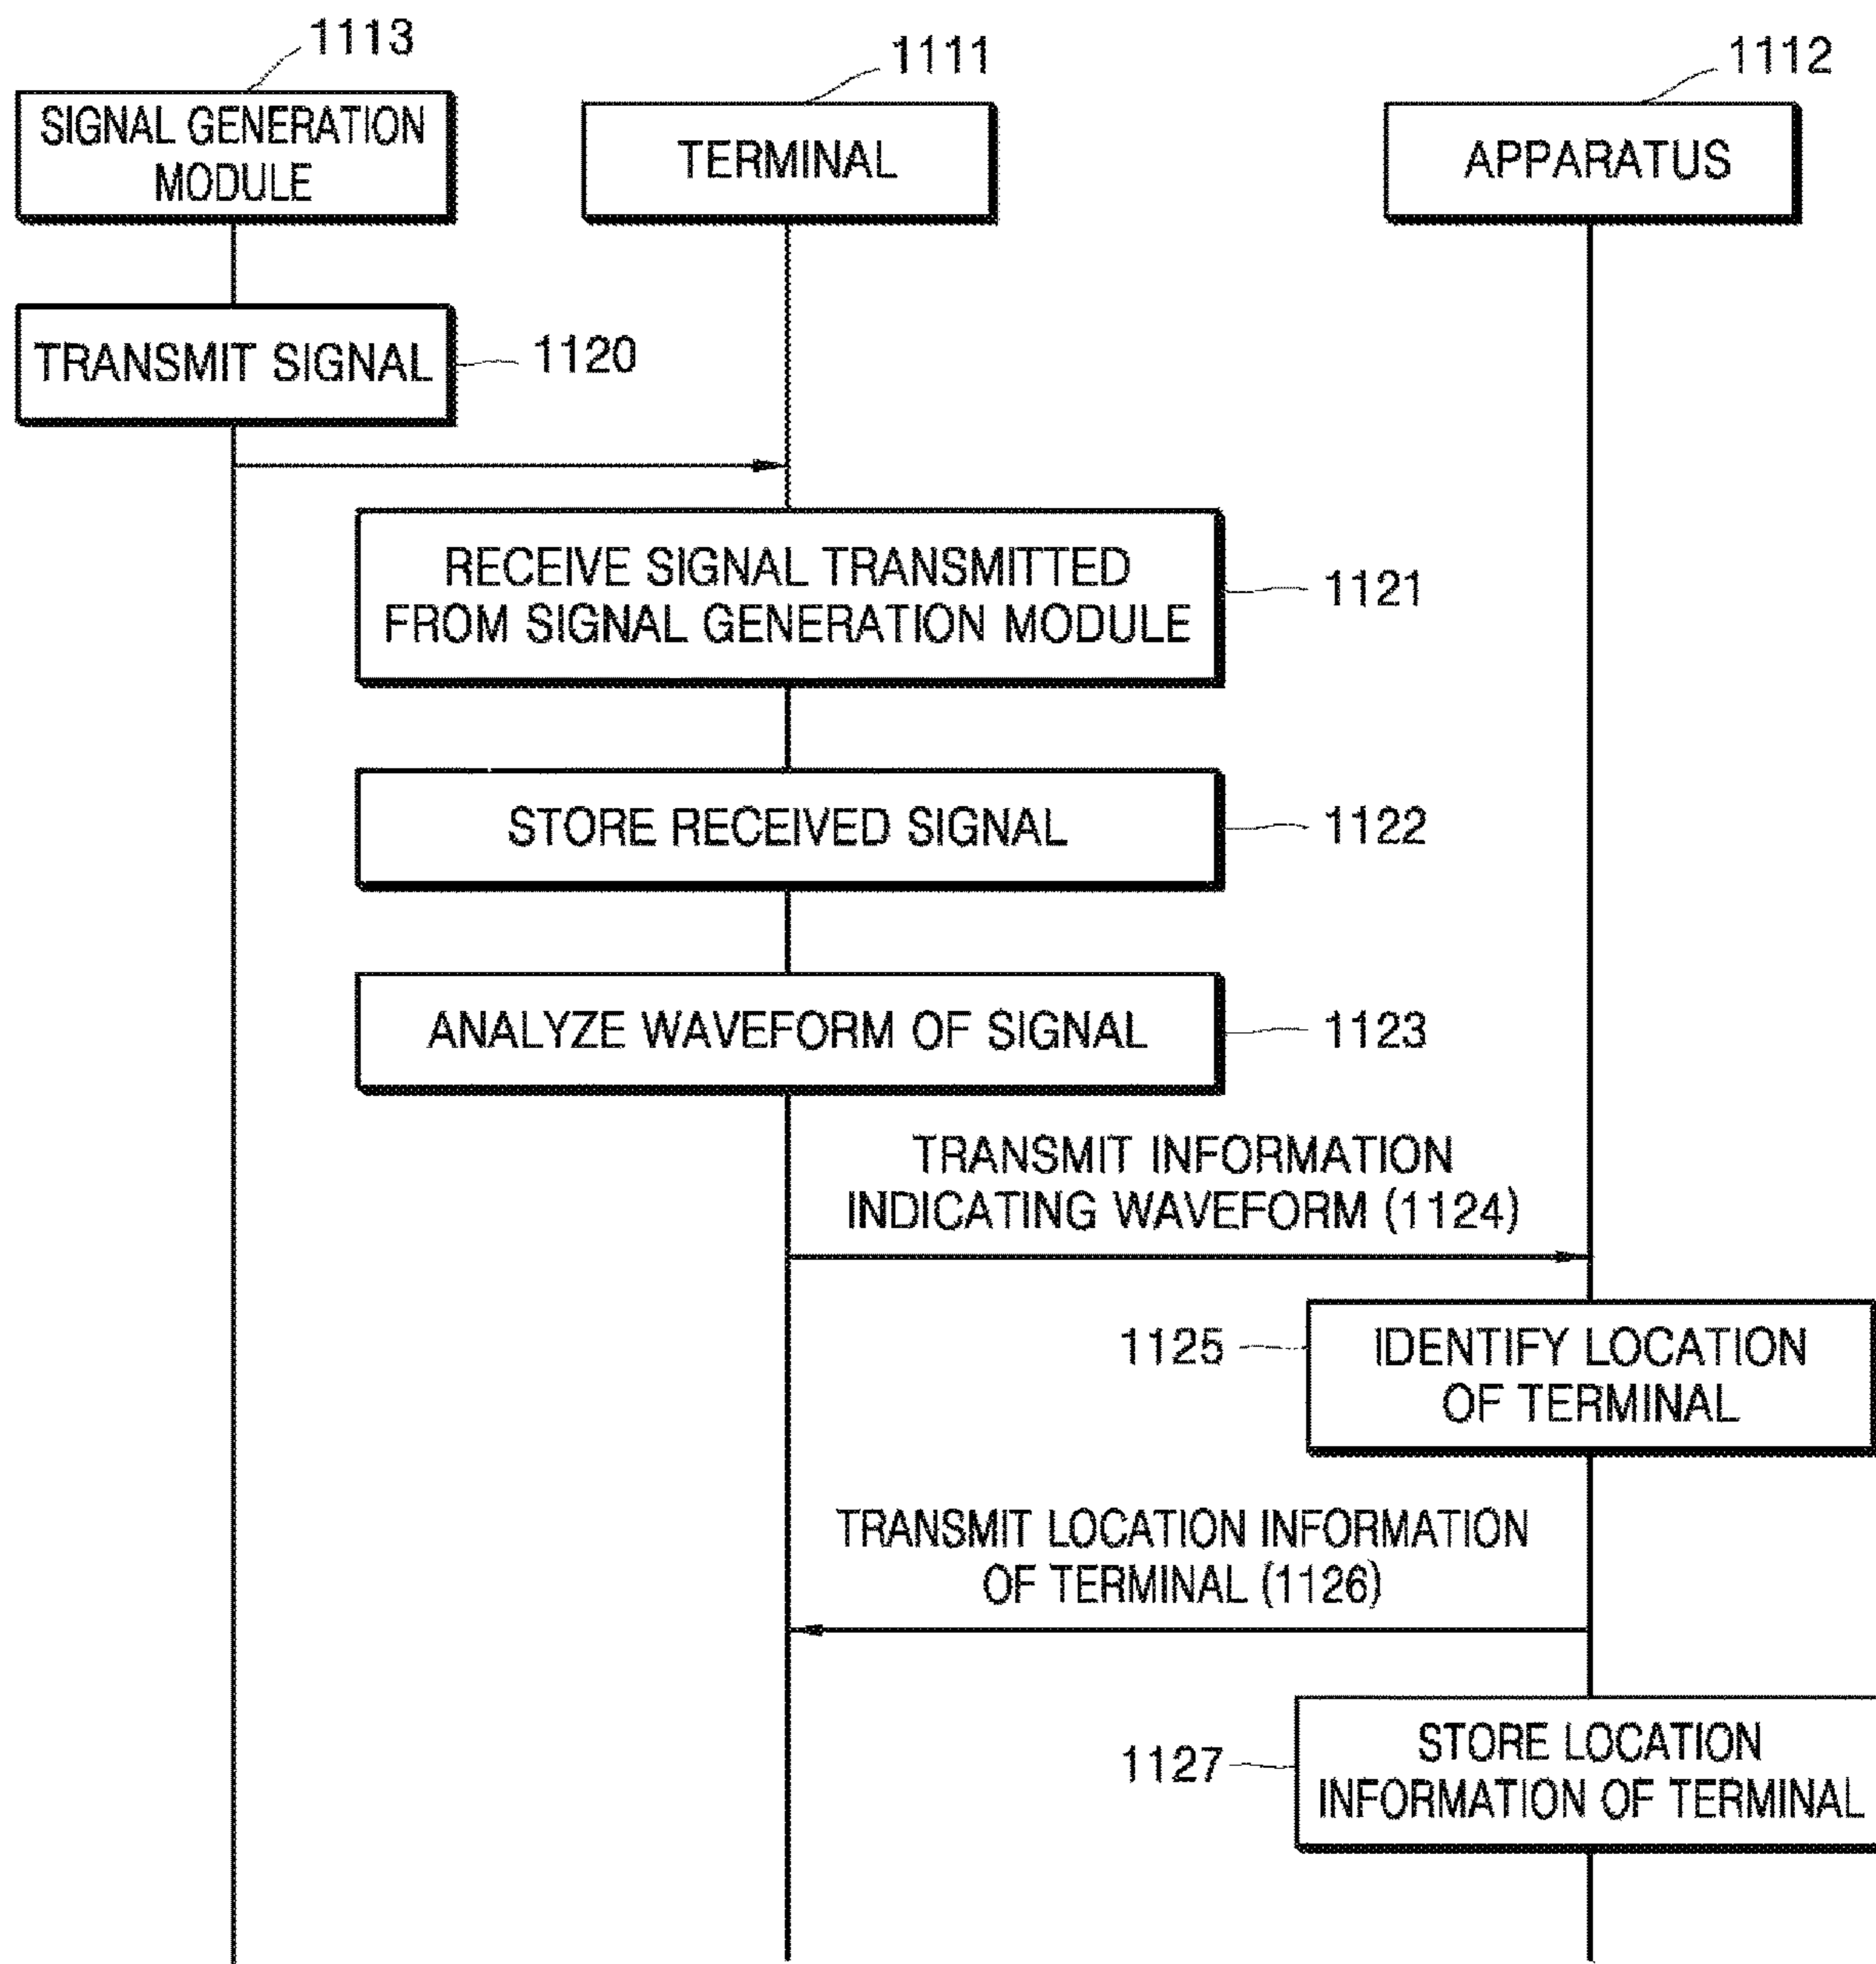 1113
1111
1112
SIGNAL GENERATION
MODULE
TERMINAL
APPARATUS
TRANSMIT SIGNAL
1120
RECEIVE SIGNAL TRANSMITTED
FROM SIGNAL GENERATION MODULE
1121
STORE RECEIVED SIGNAL
1122
ANALYZE WAVEFORM OF SIGNAL
1123
TRANSMIT INFORMATION
INDICATING WAVEFORM (1124)
1125
IDENTIFY LOCATION
OF TERMINAL
TRANSMIT LOCATION INFORMATION
OF TERMINAL (1126)
1127
STORE LOCATION
INFORMATION OF TERMINAL